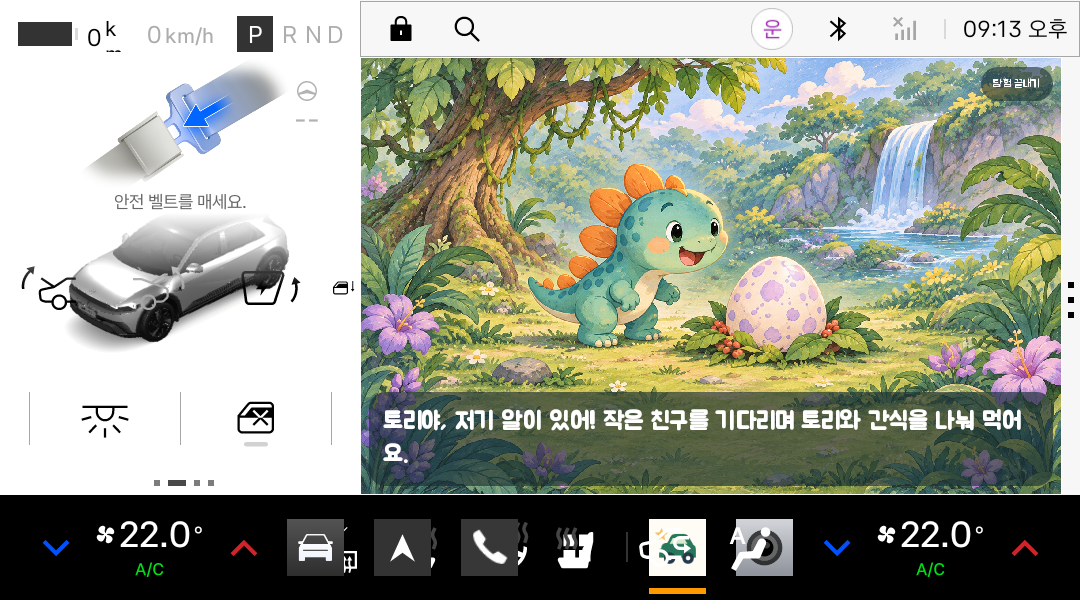 0 k
0 km/h
P R N D
운
09:13 오후
탐험 끝내기
안전 벨트를 매세요.
토리야, 저기 알이 있어! 작은 친구를 기다리며 토리와 간식을 나눠 먹어
요.
22.0°
A/C
A
22.0°
A/C